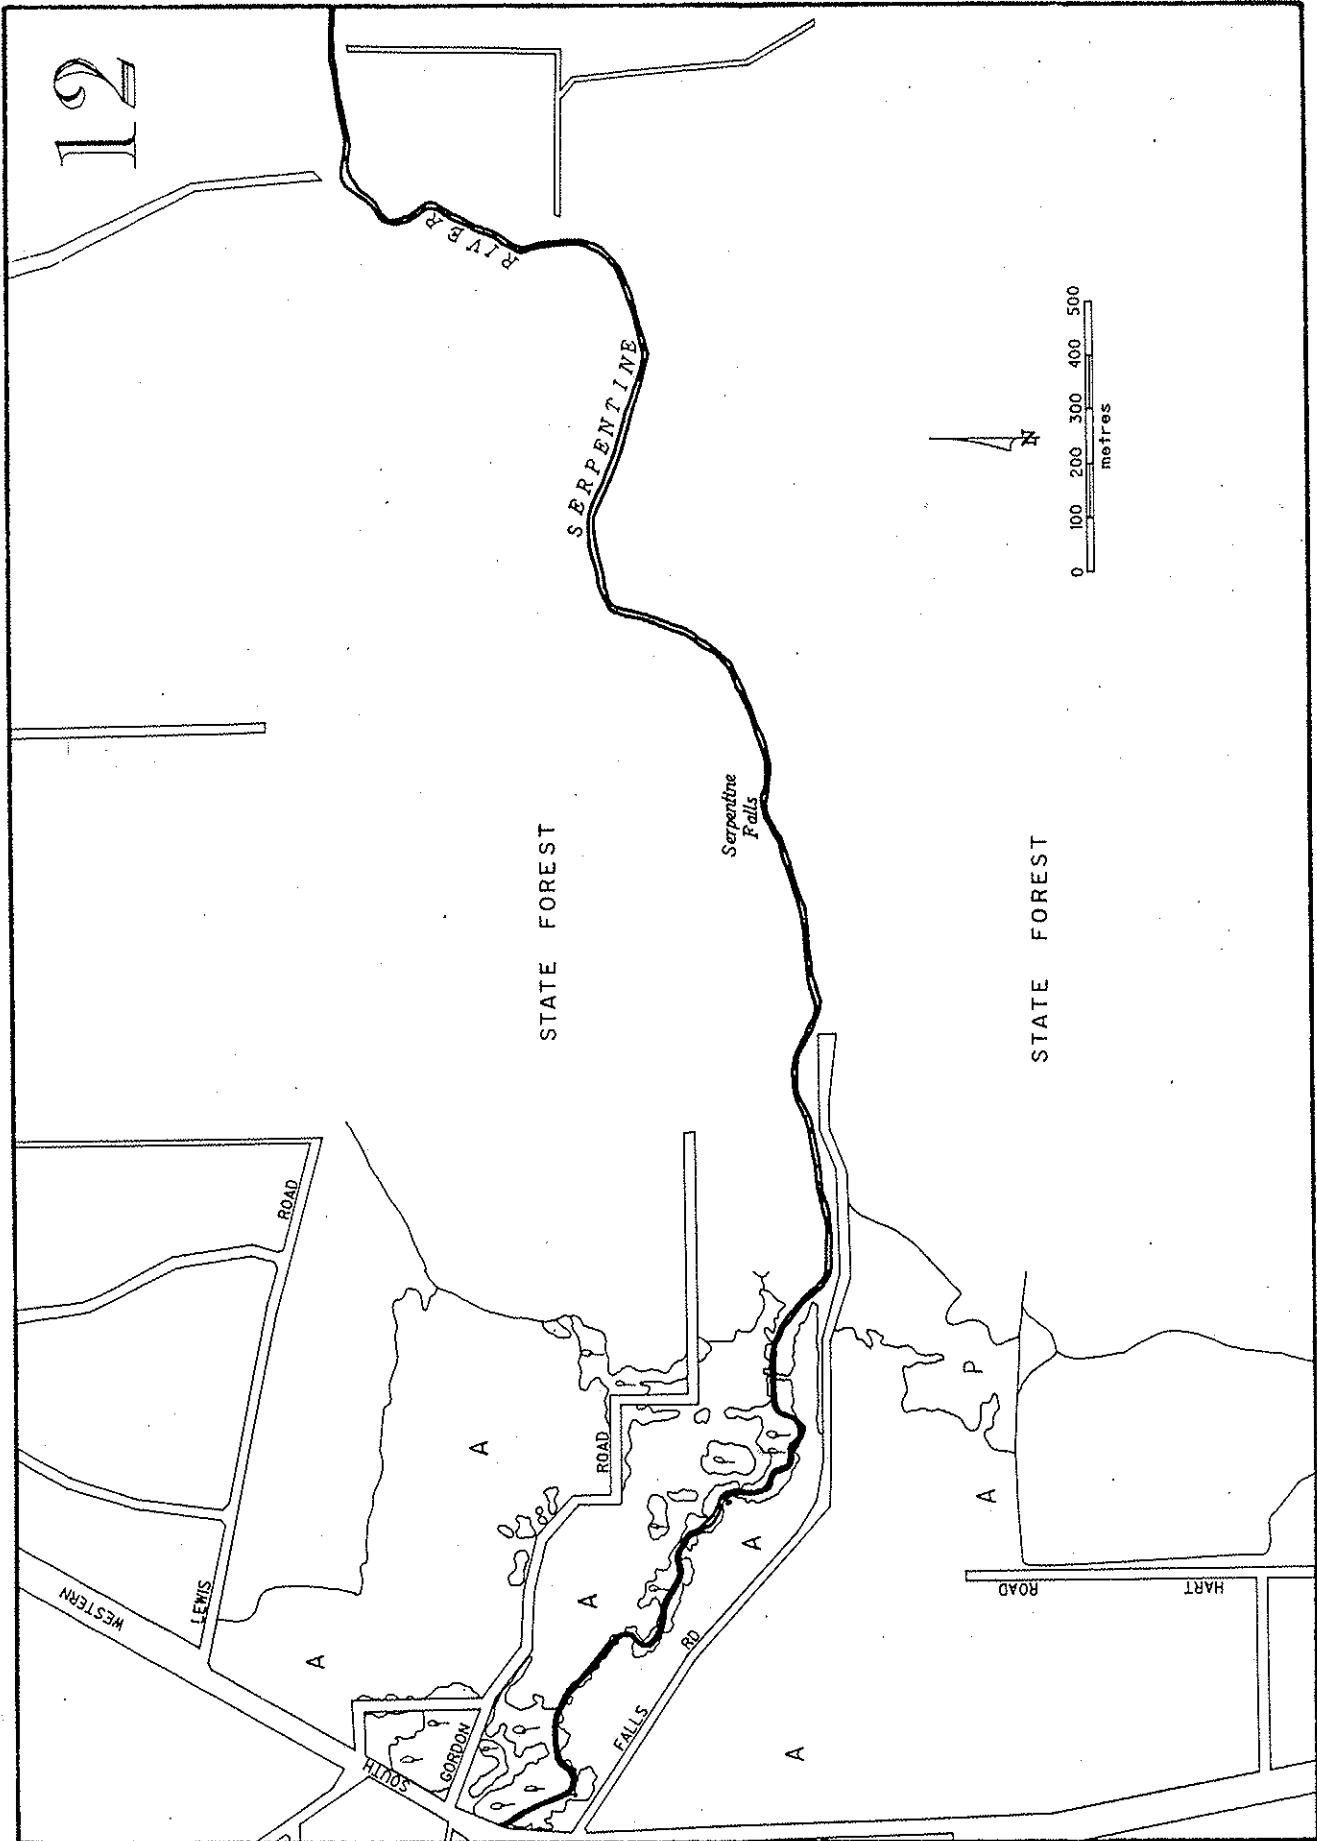 12
RIVER
SERPENTINE
Serpentine
Falls
STATE FOREST
STATE FOREST
N
0 100 200 300 400 500
metres
LEWIS ROAD
SOUTH WESTERN
GORDON ROAD
FALLS RD
HART ROAD
A
A
A
A
A
A
P